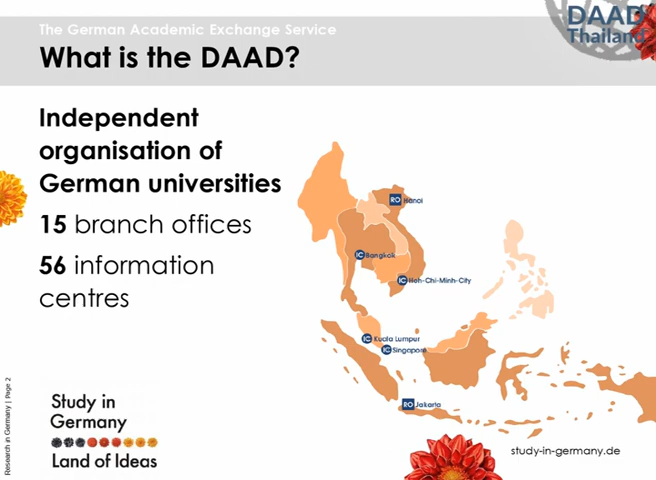 The German Academic Exchange Service
What is the DAAD?
DAAD
Thailand
Independent
organisation of
German universities
15 branch offices
56 information
centres
RO Hanoi
IC Bangkok
IC Hoh-Chi-Minh-City
IC Kuala Lumpur
IC Singapore
RO Jakarta
Study in
Germany
Land of Ideas
study-in-germany.de
Research in Germany | Page 2